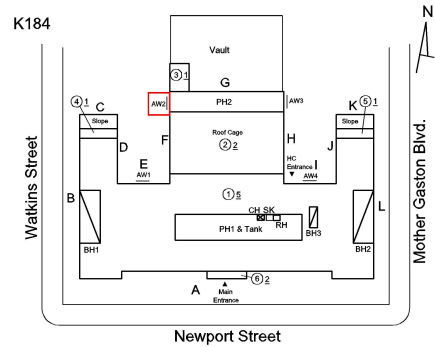 K184
N
Vault
③ 1
G
AW2
PH2
AW3
C
④ 1
Slope
K
⑤ 1
Slope
D
F
Roof Cage
② 2
H
J
HC
Entrance
I
E
AW1
AW4
B
① 5
L
CH SK
RH
PH1 & Tank
BH3
BH1
BH2
⑥ 2
A
Main
Entrance
Watkins Street
Mother Gaston Blvd.
Newport Street